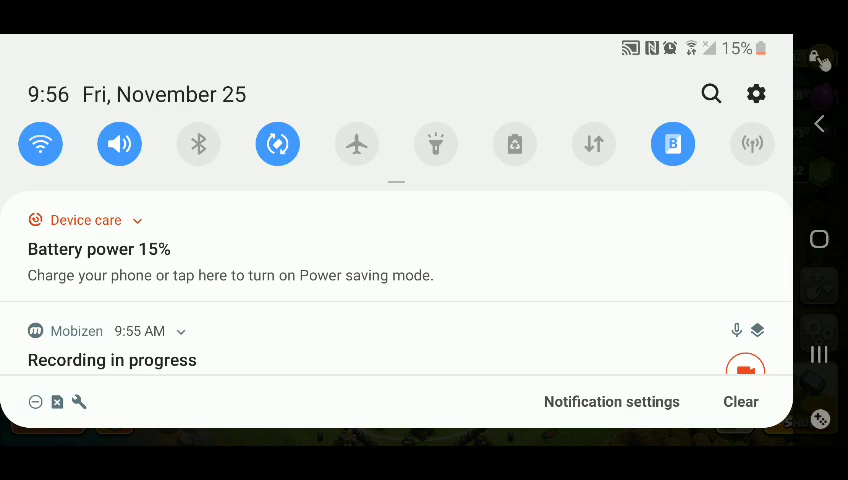 15%
9:56 Fri, November 25
B
Device care
Battery power 15%
Charge your phone or tap here to turn on Power saving mode.
Mobizen 9:55 AM
Recording in progress
Notification settings Clear